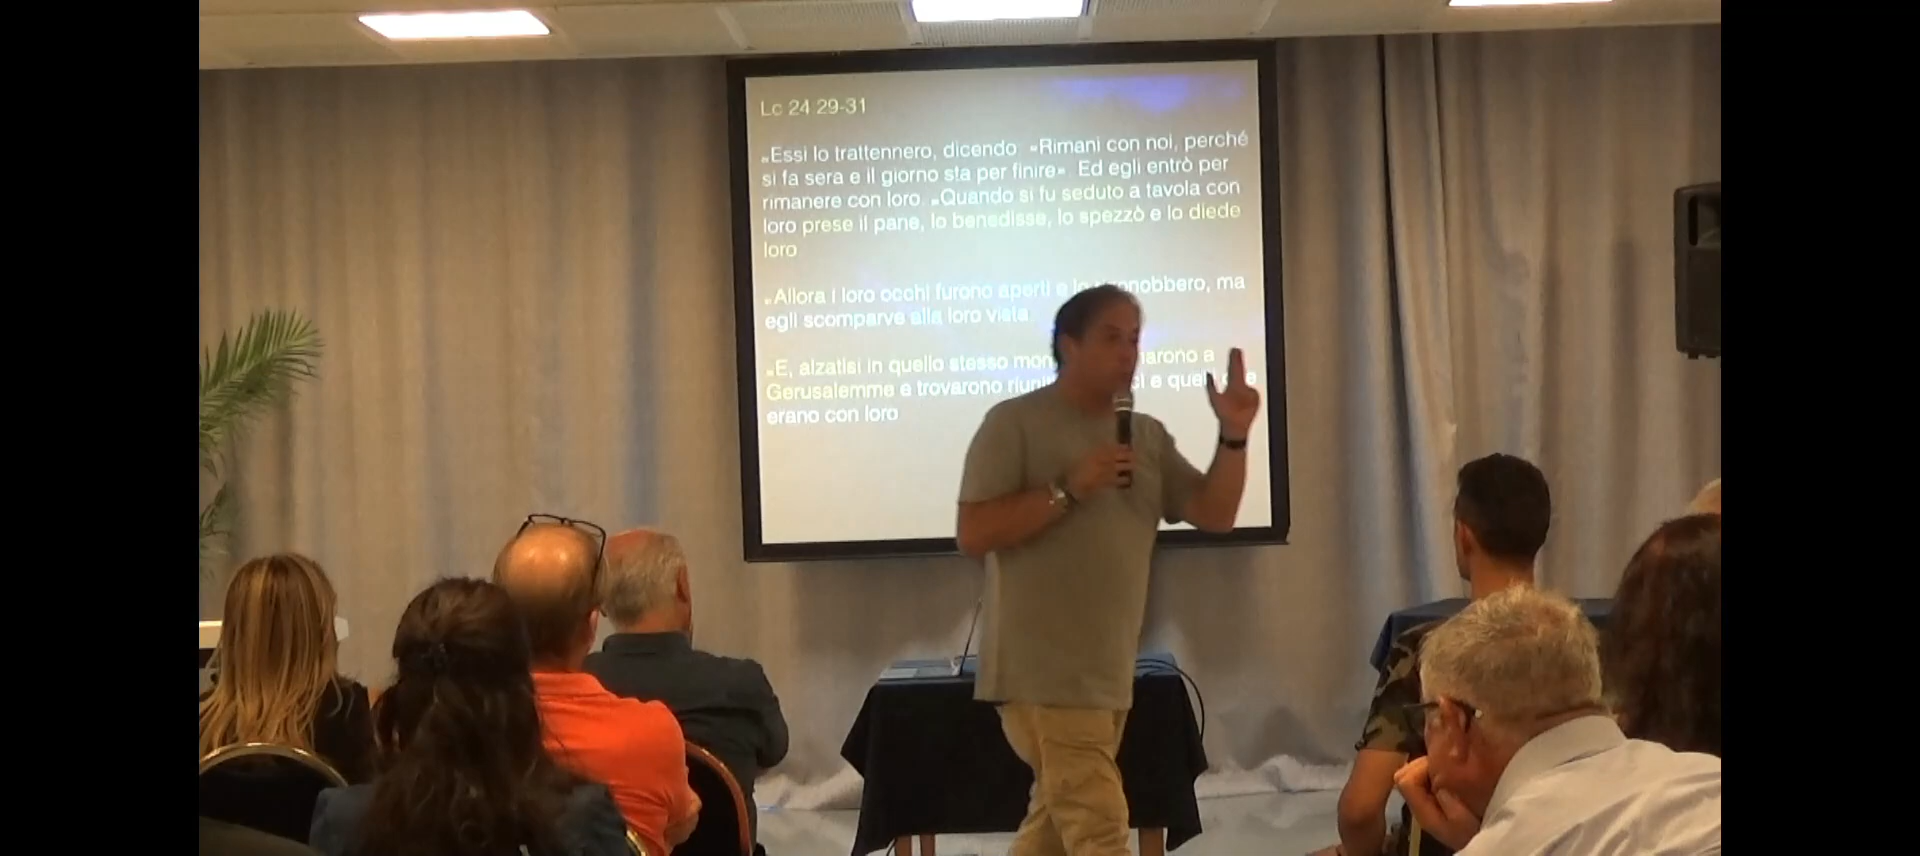 Lc 24 29-31
„Essi lo trattennero, dicendo «Rimani con noi, perché
si fa sera e il giorno sta per finire» Ed egli entrò per
rimanere con loro. „Quando si fu seduto a tavola con
loro prese il pane, lo benedisse, lo spezzò e lo diede
loro
„Allora i loro occhi furono aperti e lo riconobbero, ma
egli scomparve alla loro vista
„E, alzatisi in quello stesso a
Gerusalemme e trovarono e
erano con loro